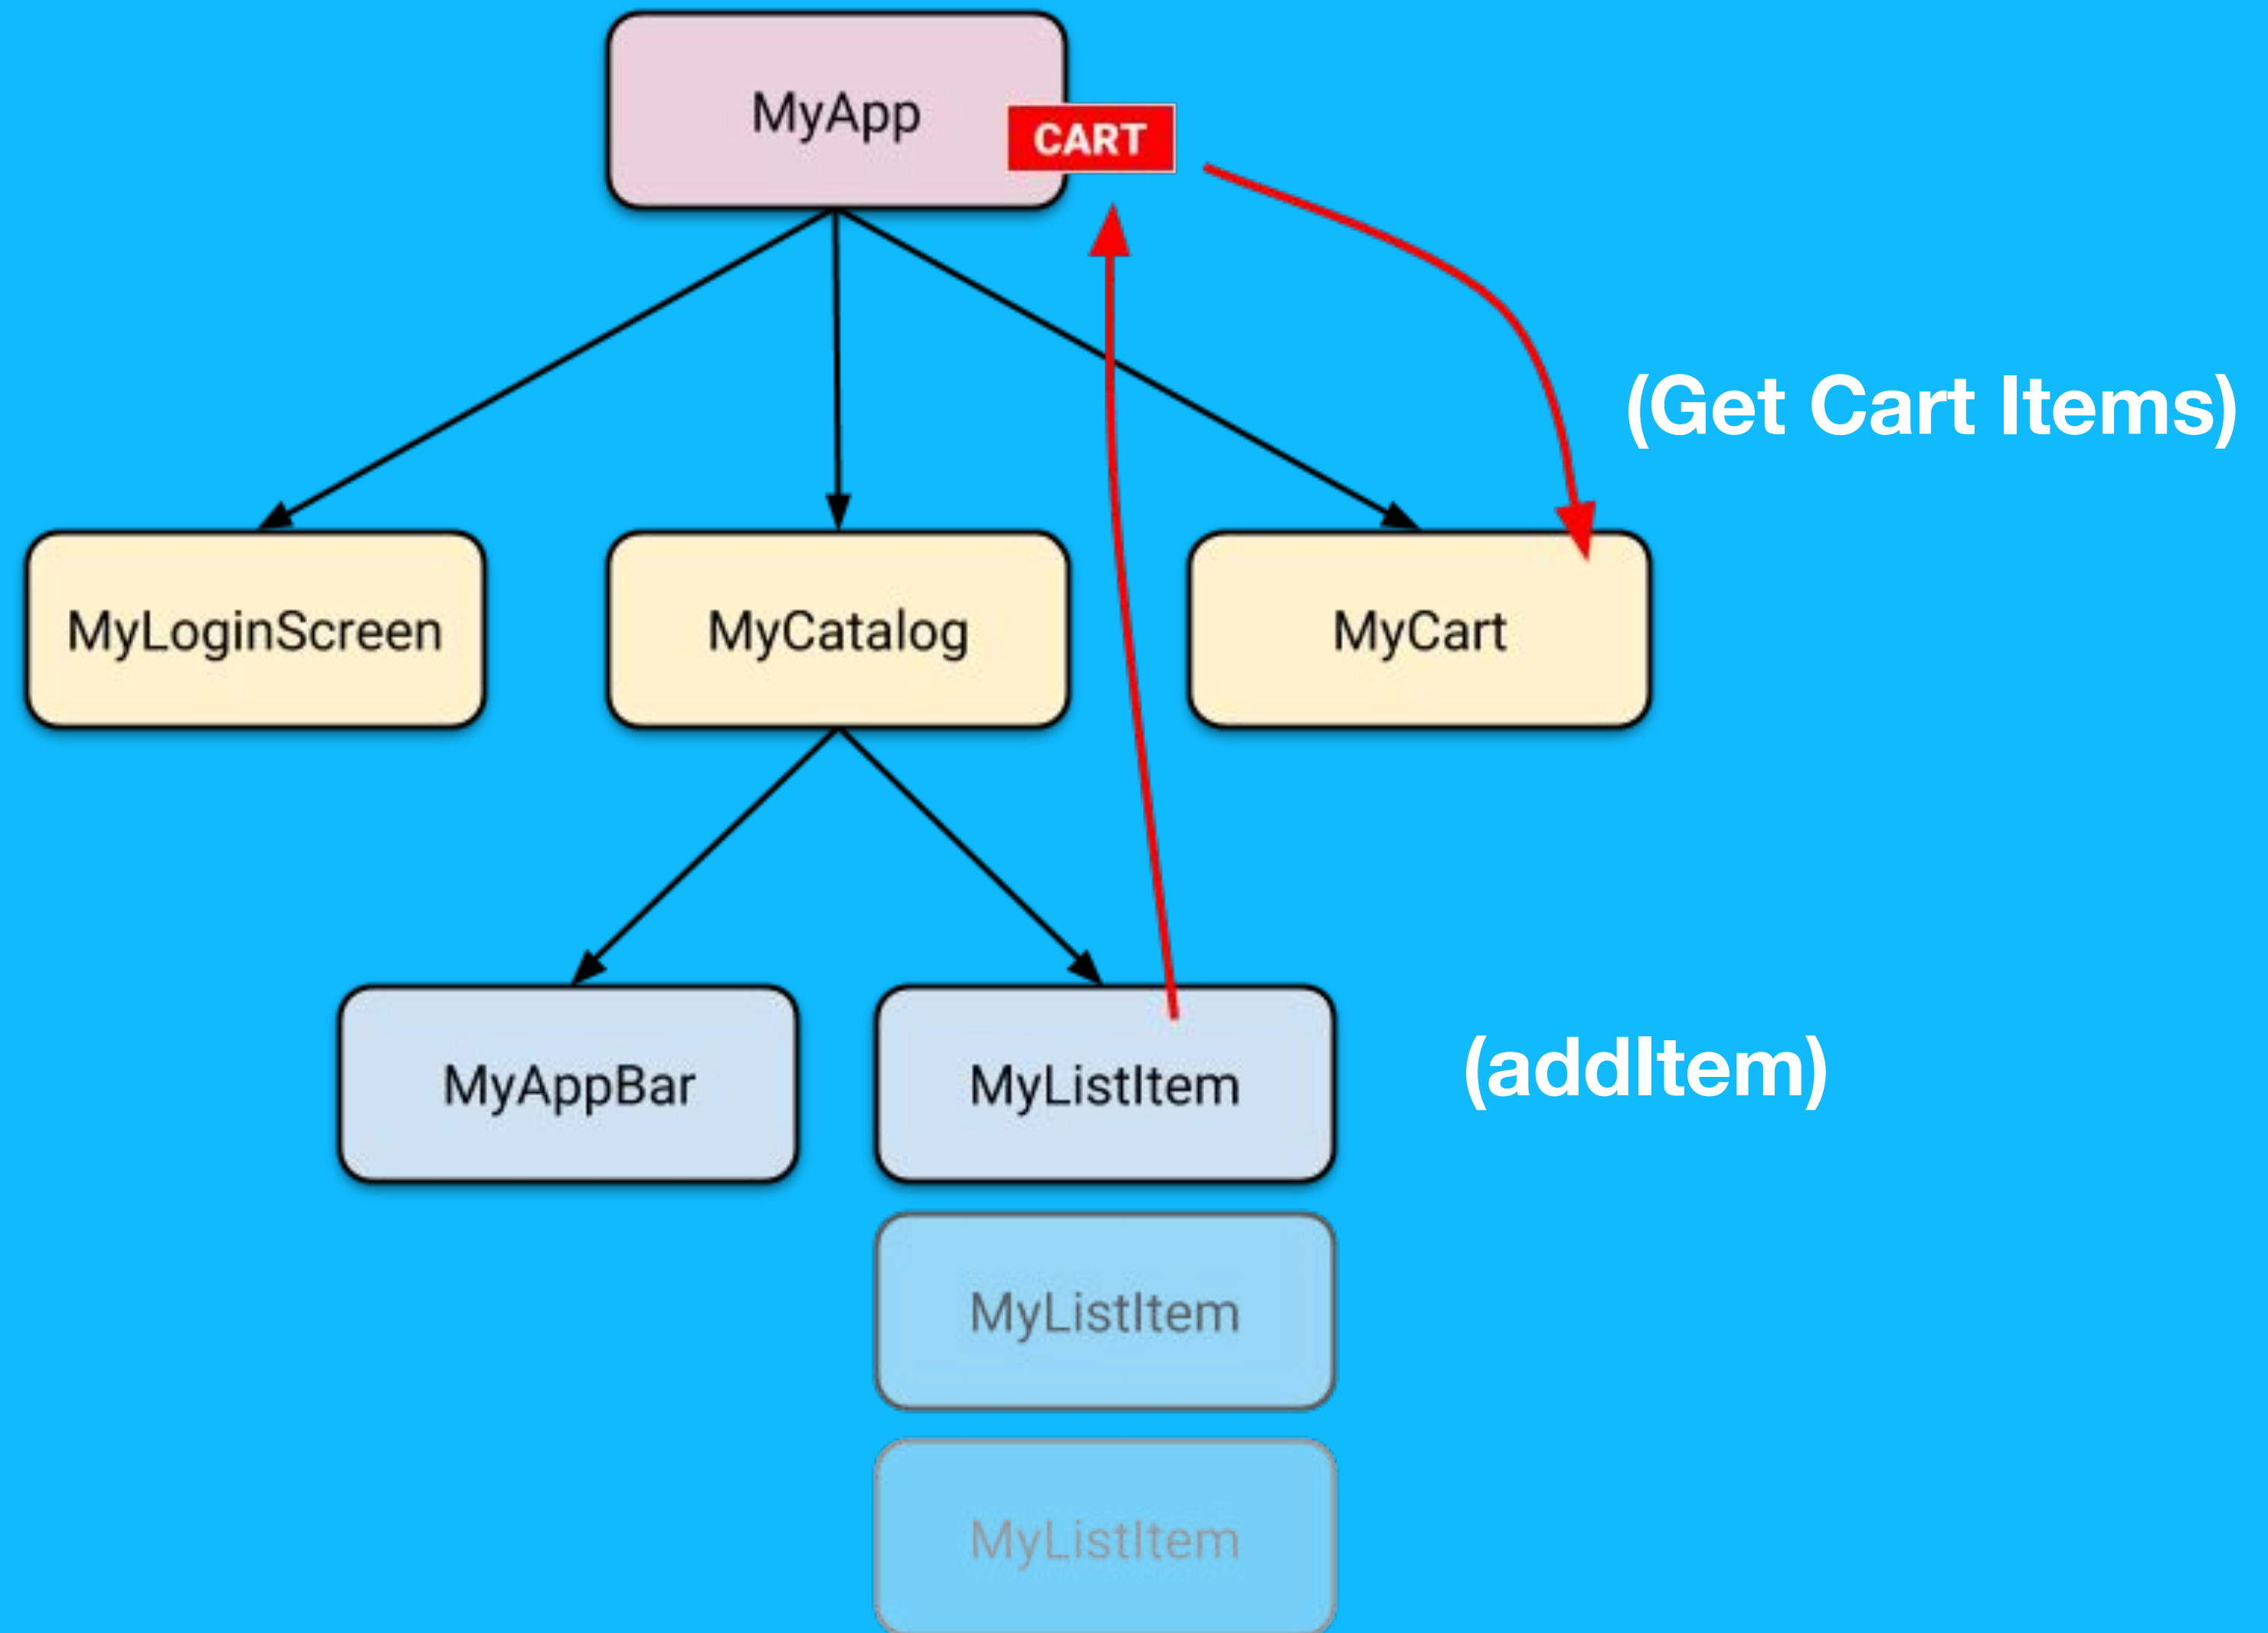 MyApp
CART
(Get Cart Items)
MyLoginScreen
MyCatalog
MyCart
MyAppBar
MyListItem
(addItem)
MyListItem
MyListItem